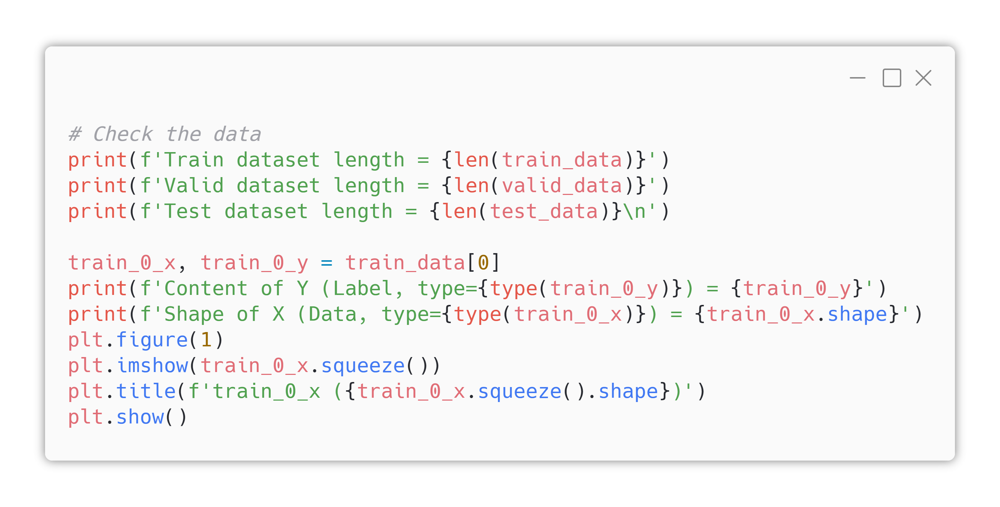 # Check the data
print(f'Train dataset length = {len(train_data)}')
print(f'Valid dataset length = {len(valid_data)}')
print(f'Test dataset length = {len(test_data)}\n')

train_0_x, train_0_y = train_data[0]
print(f'Content of Y (Label, type={type(train_0_y)}) = {train_0_y}')
print(f'Shape of X (Data, type={type(train_0_x)}) = {train_0_x.shape}')
plt.figure(1)
plt.imshow(train_0_x.squeeze())
plt.title(f'train_0_x ({train_0_x.squeeze().shape})')
plt.show()